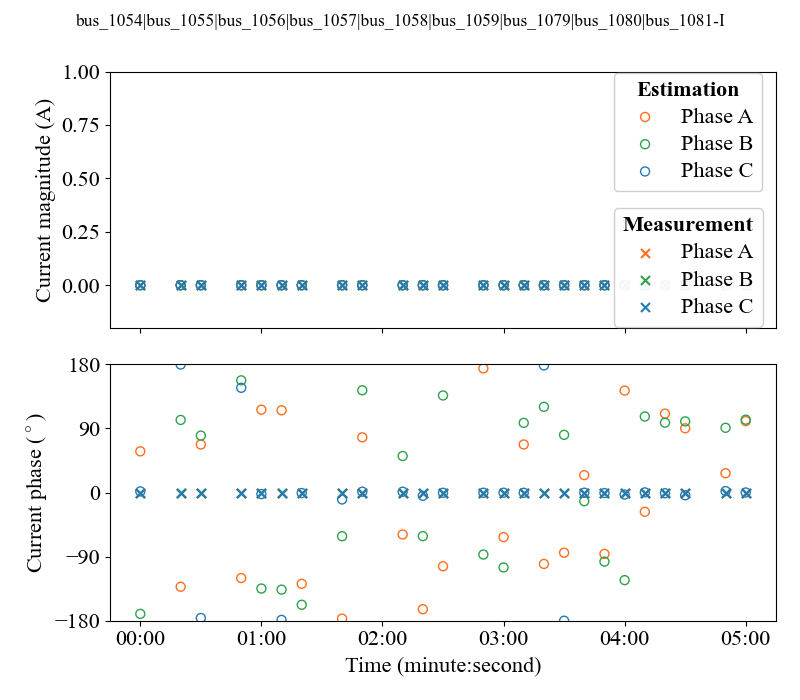 bus_1054|bus_1055|bus_1056|bus_1057|bus_1058|bus_1059|bus_1079|bus_1080|bus_1081-I
Current magnitude (A)
1.00
0.75
0.50
0.25
0.00
Estimation
Phase A
Phase B
Phase C
Measurement
Phase A
Phase B
Phase C
Current phase (°)
180
90
0
−90
−180
00:00 01:00 02:00 03:00 04:00 05:00
Time (minute:second)